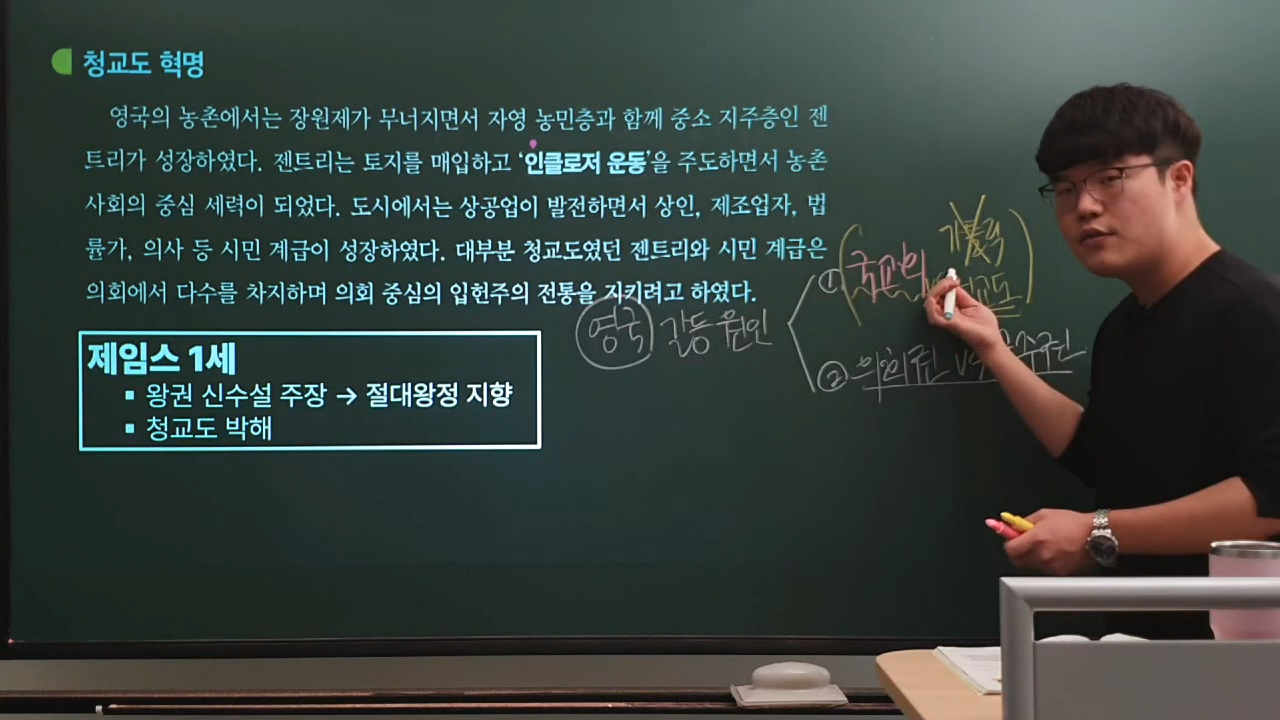 청교도 혁명
영국의 농촌에서는 장원제가 무너지면서 자영 농민층과 함께 중소 지주층인 젠
트리가 성장하였다. 젠트리는 토지를 매입하고 ‘인클로저 운동’을 주도하면서 농촌
사회의 중심 세력이 되었다. 도시에서는 상공업이 발전하면서 상인, 제조업자, 법
률가, 의사 등 시민 계급이 성장하였다. 대부분 청교도였던 젠트리와 시민 계급은
의회에서 다수를 차지하며 의회 중심의 입헌주의 전통을 지키려고 하였다.
영국 갈등 원인
① 국교회
② 의회권 vs
제임스 1세
▪ 왕권 신수설 주장 → 절대왕정 지향
▪ 청교도 박해